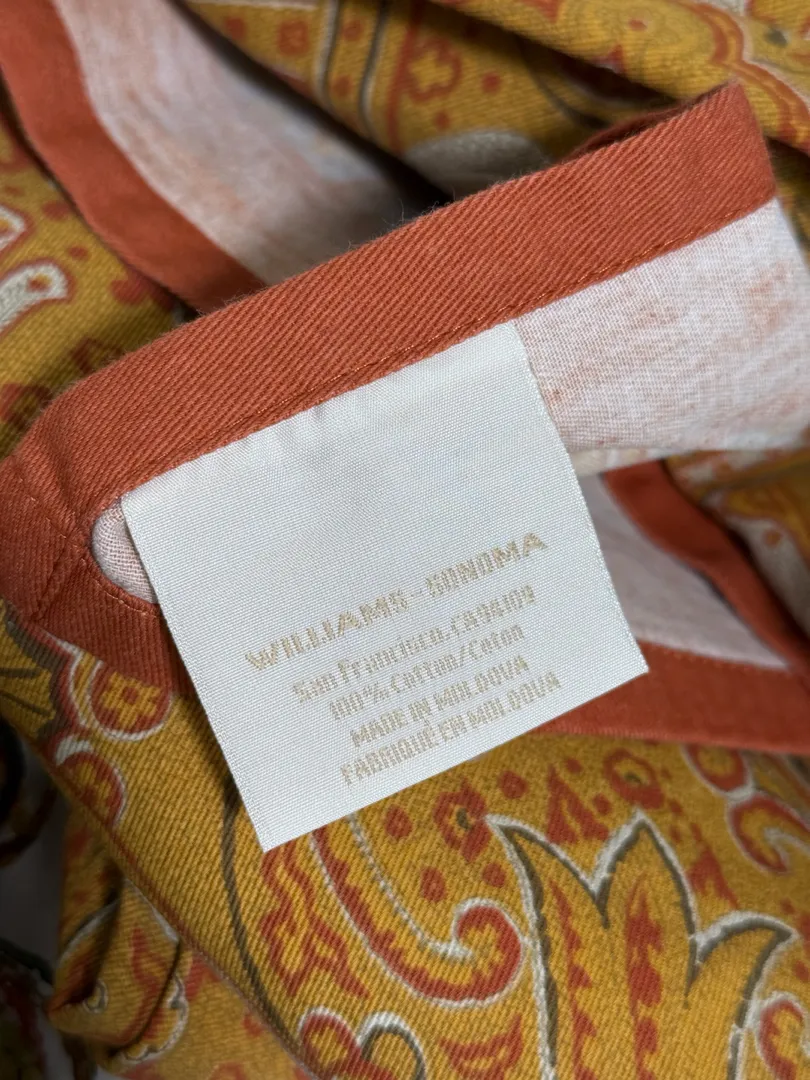 WILLIAMS-SONOMA
San Francisco, CA 94109
100% Cotton/Coton
MADE IN MOLDOVA
FABRIQUÉ EN MOLDOVA